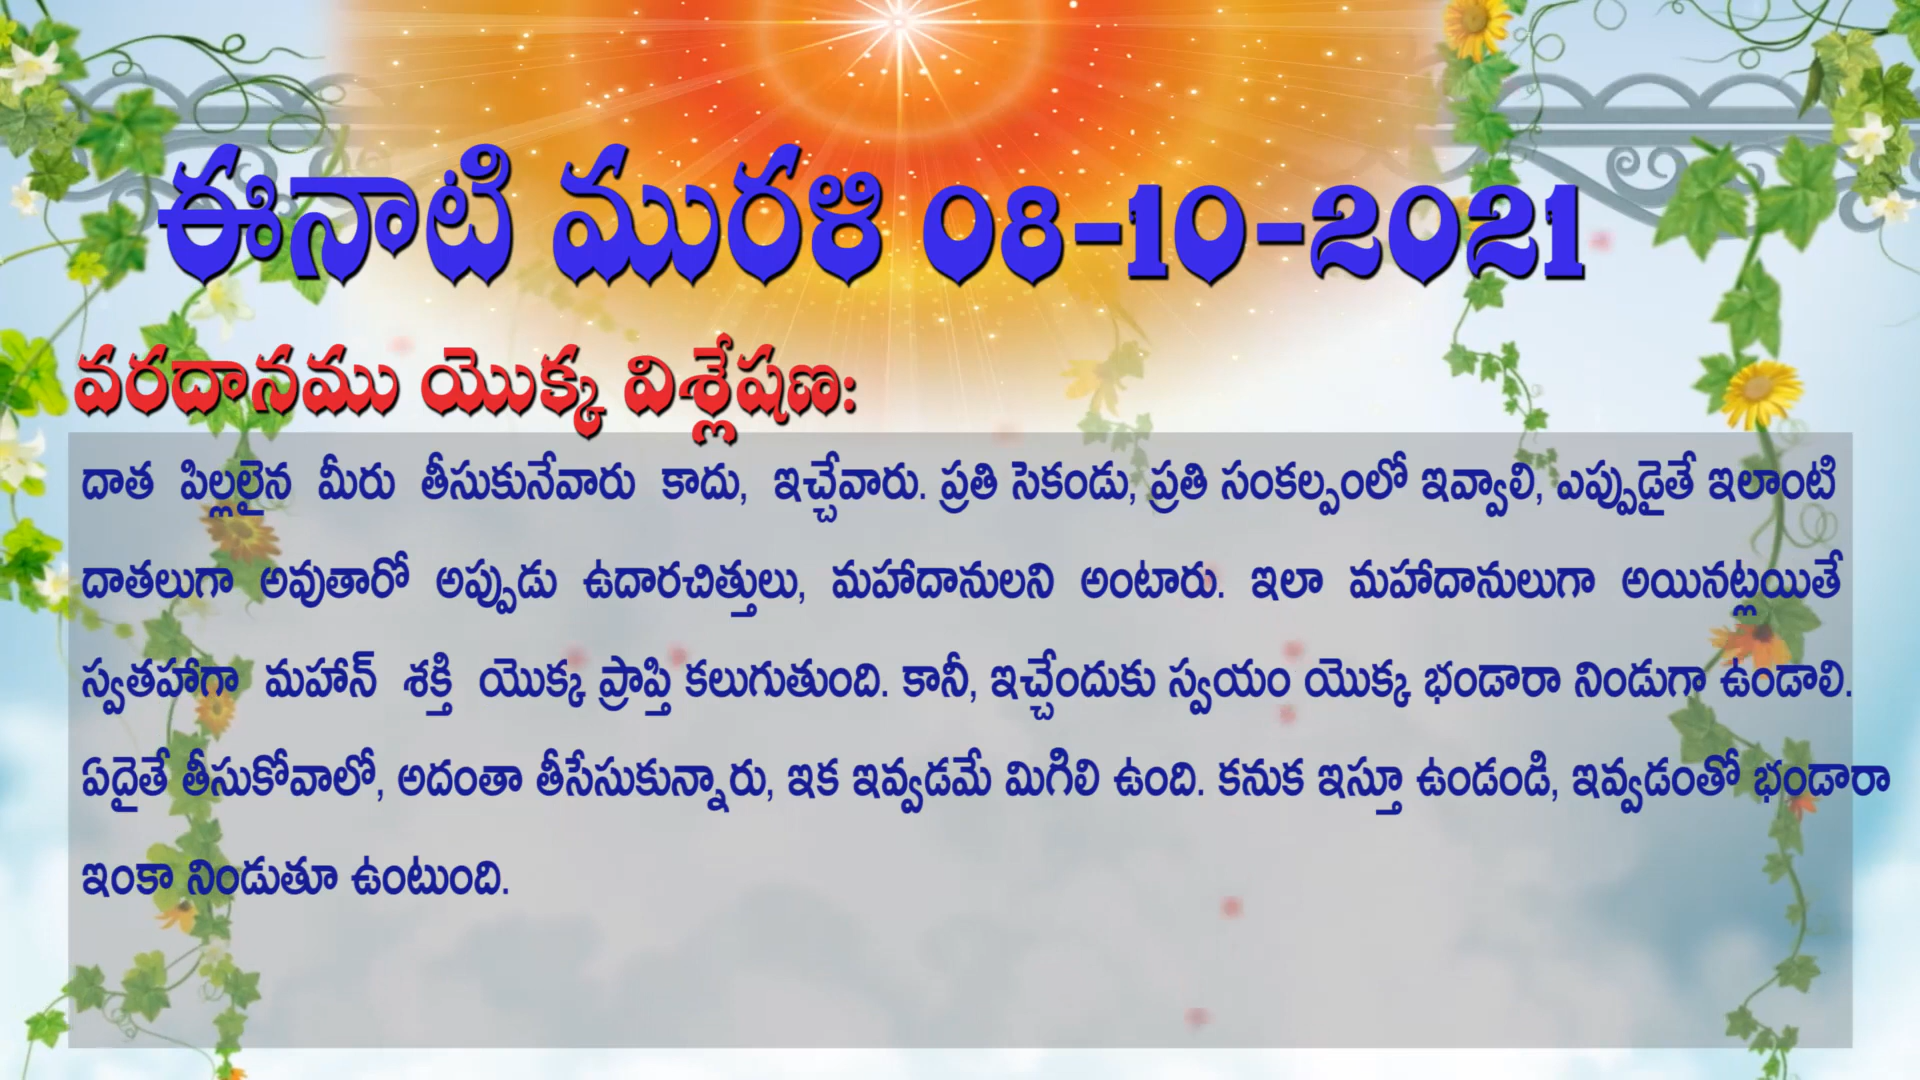 ఈనాటి మురళి 08-10-2021
వరదానము యొక్క విశ్లేషణ:
దాత పిల్లలైన మీరు తీసుకునేవారు కాదు, ఇచ్చేవారు. ప్రతి సెకండు, ప్రతి సంకల్పంలో ఇవ్వాలి, ఎప్పుడైతే ఇలాంటి
దాతలుగా అవుతారో అప్పుడు ఉదారచిత్తులు, మహాదానులని అంటారు. ఇలా మహాదానులుగా అయినట్లయితే
స్వతహాగా మహాన్ శక్తి యొక్క ప్రాప్తి కలుగుతుంది. కానీ, ఇచ్చేందుకు స్వయం యొక్క భండారా నిండుగా ఉండాలి.
ఏదైతే తీసుకోవాలో, అదంతా తీసేసుకున్నారు, ఇక ఇవ్వడమే మిగిలి ఉంది. కనుక ఇస్తూ ఉండండి, ఇవ్వడంతో భండారా
ఇంకా నిండుతూ ఉంటుంది.